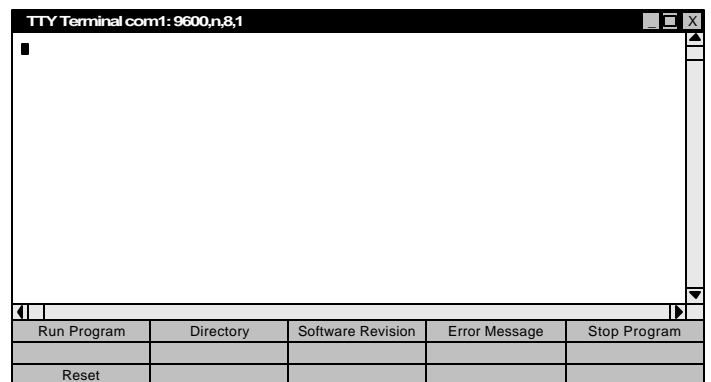 TTY Terminal com1: 9600,n,8,1 _ X
Run Program Directory Software Revision Error Message Stop Program
Reset